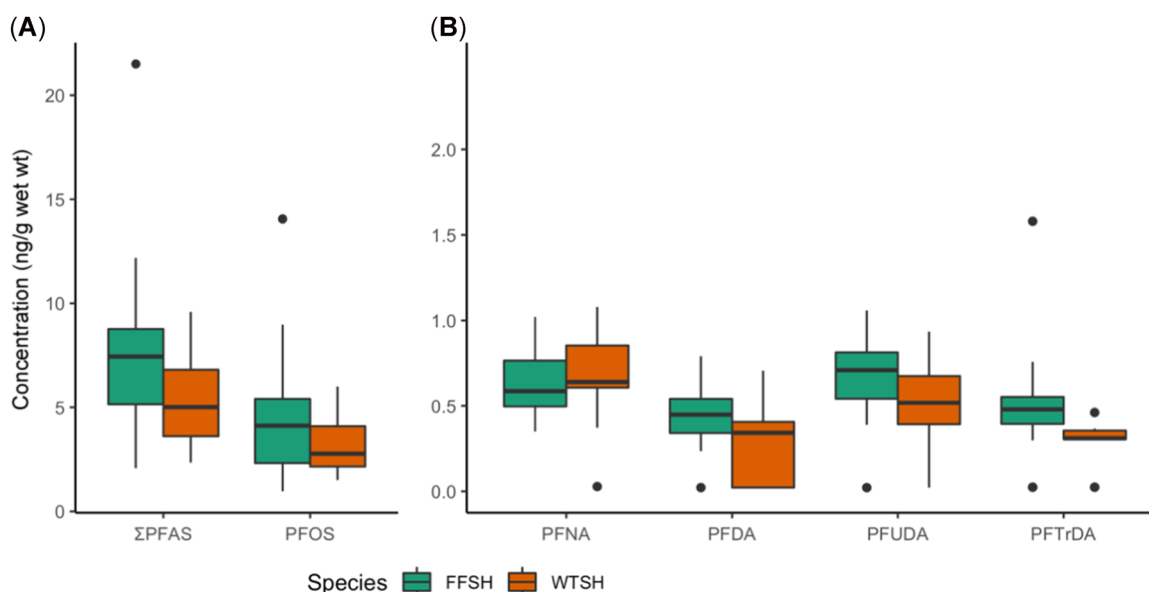 (A)
(B)
Concentration (ng/g wet wt)
20
15
10
5
0
2.0
1.5
1.0
0.5
0.0
ΣPFAS PFOS
PFNA PFDA PFUDA PFTrDA
Species FFSH WTSH